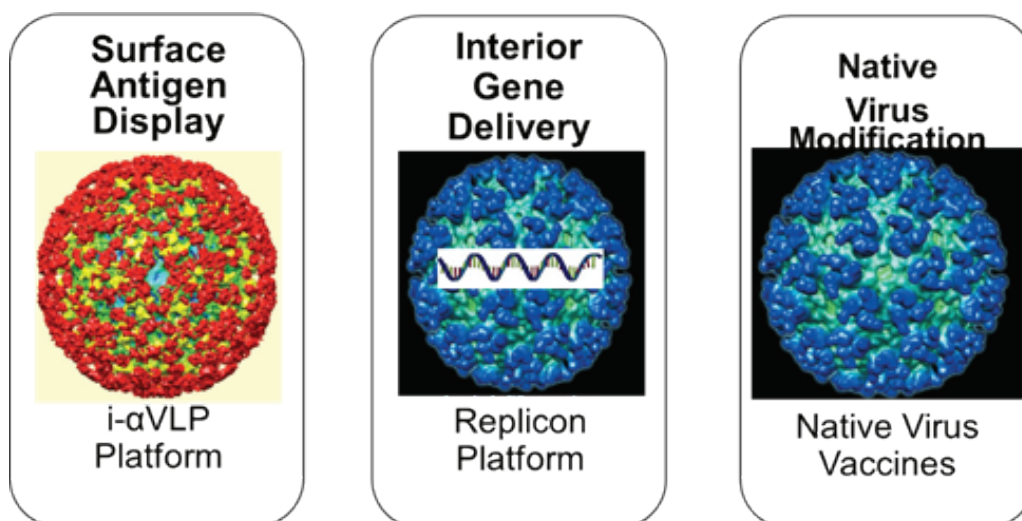 Surface
Antigen
Display
i-αVLP
Platform
Interior
Gene
Delivery
Replicon
Platform
Native
Virus
Modification
Native Virus
Vaccines